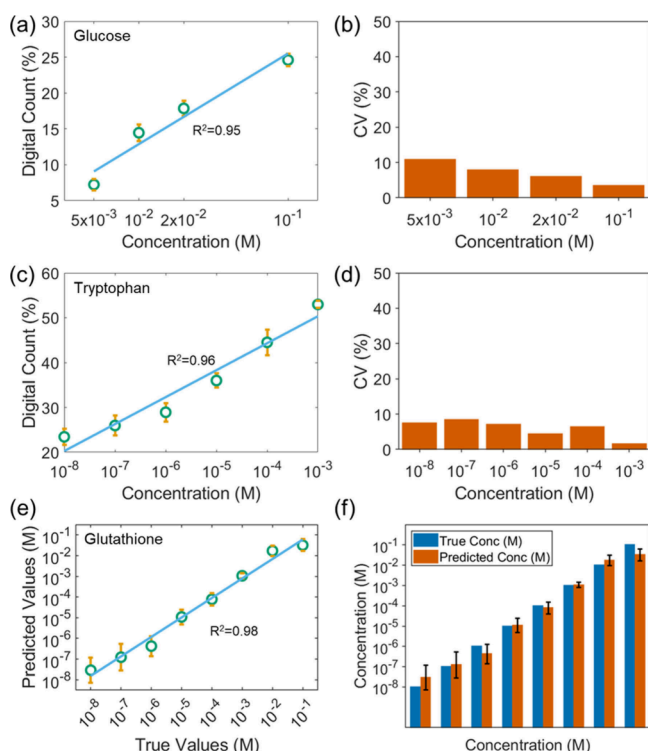 (a)
Glucose
30
25
20
15
10
5
Digital Count (%)
R²=0.95
5x10⁻³ 10⁻² 2x10⁻² 10⁻¹
Concentration (M)
(b)
50
40
30
20
10
0
CV (%)
5x10⁻³ 10⁻² 2x10⁻² 10⁻¹
Concentration (M)
(c)
Tryptophan
60
50
40
30
20
Digital Count (%)
R²=0.96
10⁻⁸ 10⁻⁷ 10⁻⁶ 10⁻⁵ 10⁻⁴ 10⁻³
Concentration (M)
(d)
50
40
30
20
10
0
CV (%)
10⁻⁸ 10⁻⁷ 10⁻⁶ 10⁻⁵ 10⁻⁴ 10⁻³
Concentration (M)
(e)
Glutathione
10⁻¹
10⁻²
10⁻³
10⁻⁴
10⁻⁵
10⁻⁶
10⁻⁷
10⁻⁸
Predicted Values (M)
R²=0.98
10⁻⁸ 10⁻⁷ 10⁻⁶ 10⁻⁵ 10⁻⁴ 10⁻³ 10⁻² 10⁻¹
True Values (M)
(f)
True Conc (M)
Predicted Conc (M)
10⁻¹
10⁻²
10⁻³
10⁻⁴
10⁻⁵
10⁻⁶
10⁻⁷
10⁻⁸
Concentration (M)
Concentration (M)